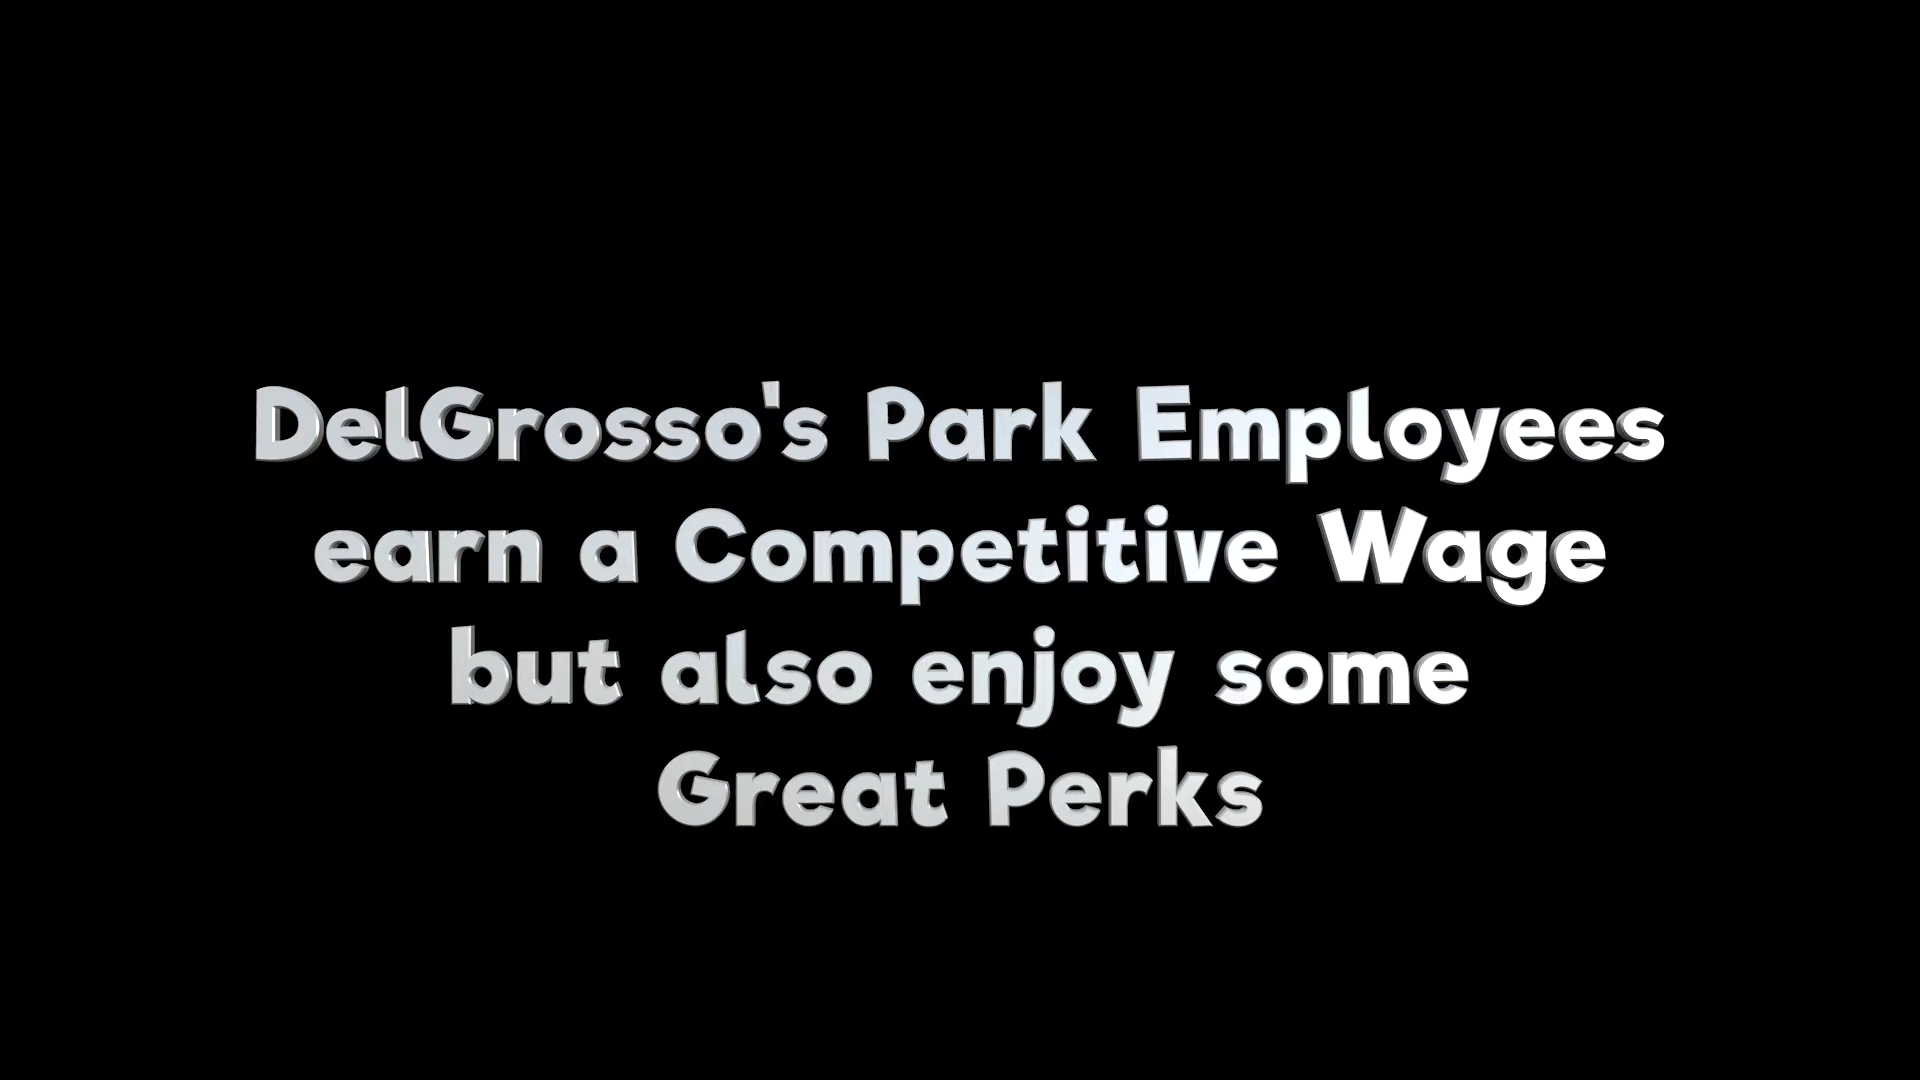 DelGrosso's Park Employees
earn a Competitive Wage
but also enjoy some
Great Perks